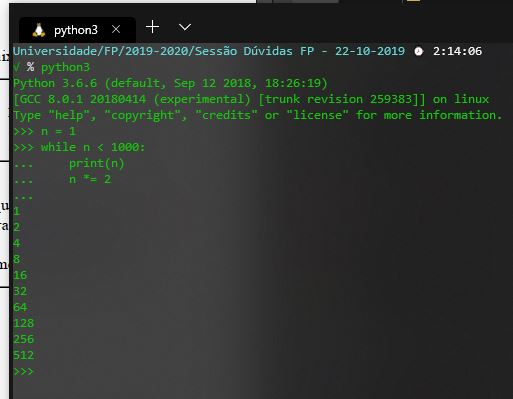 python3
Universidade/FP/2019-2020/Sessão Dúvidas FP - 22-10-2019 2:14:06
√ % python3
Python 3.6.6 (default, Sep 12 2018, 18:26:19)
[GCC 8.0.1 20180414 (experimental) [trunk revision 259383]] on linux
Type "help", "copyright", "credits" or "license" for more information.
>>> n = 1
>>> while n < 1000:
...     print(n)
...     n *= 2
...
1
2
4
8
16
32
64
128
256
512
>>>